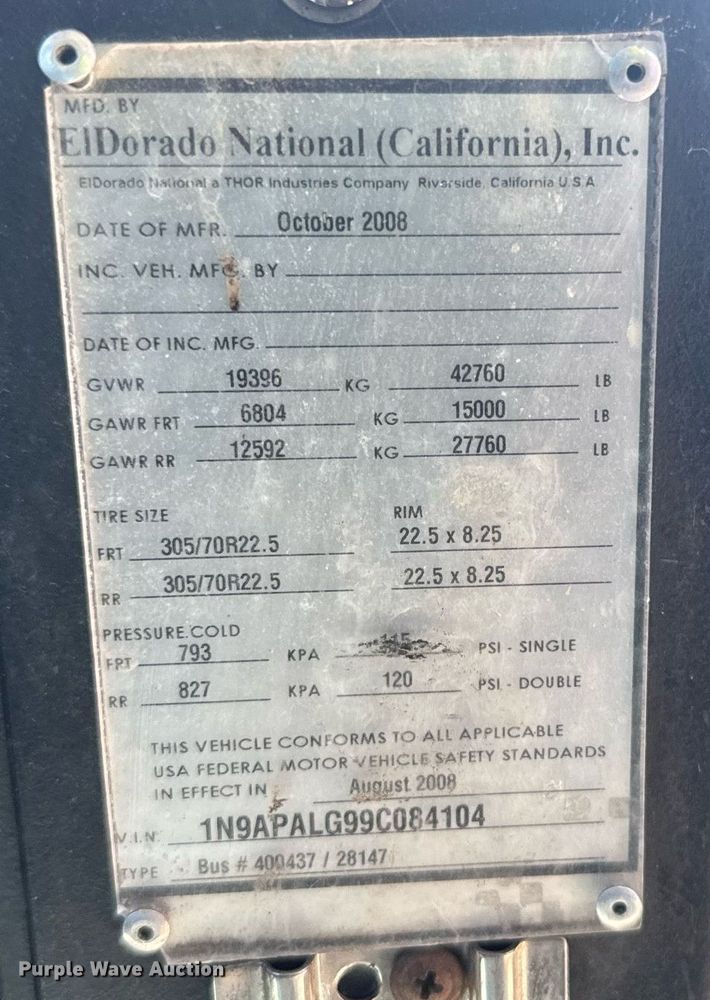 MFD. BY
ElDorado National (California), Inc.
ElDorado National a THOR Industries Company Riverside, California U S A
DATE OF MFR. October 2008
INC. VEH. MFG. BY
DATE OF INC. MFG.
GVWR 19396 KG 42760 LB
GAWR FRT 6804 KG 15000 LB
GAWR RR 12592 KG 27760 LB
TIRE SIZE RIM
FRT 305/70R22.5 22.5 x 8.25
RR 305/70R22.5 22.5 x 8.25
PRESSURE.COLD
FRT 793 KPA 115 PSI - SINGLE
RR 827 KPA 120 PSI - DOUBLE
THIS VEHICLE CONFORMS TO ALL APPLICABLE
USA FEDERAL MOTOR VEHICLE SAFETY STANDARDS
IN EFFECT IN August 2008
V.I.N. 1N9APALG99C084104
TYPE Bus # 400437 / 28147
Purple Wave Auction